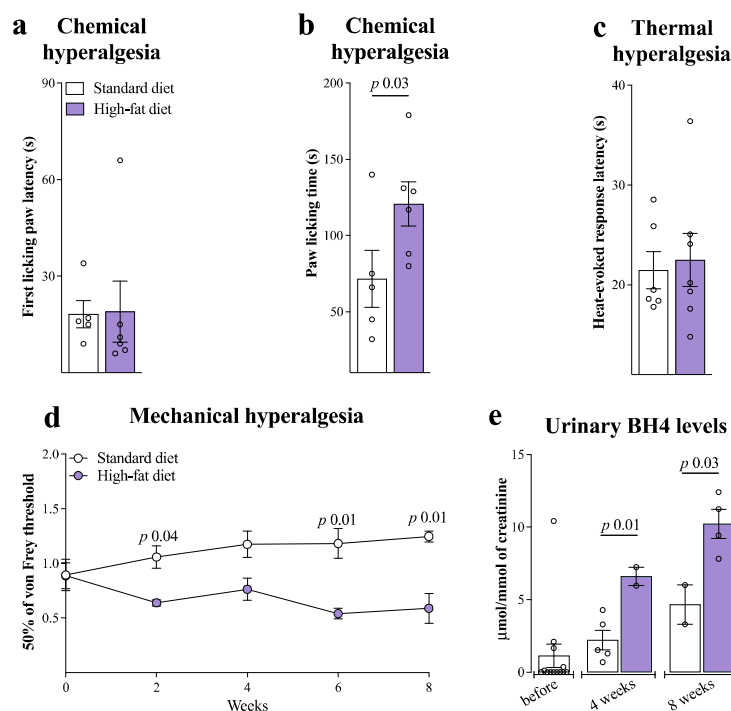 a
Chemical
hyperalgesia
90
60
30
First licking paw latency (s)
Standard diet
High-fat diet
b
Chemical
hyperalgesia
200
150
100
50
Paw licking time (s)
p 0.03
c
Thermal
hyperalgesia
40
30
20
Heat-evoked response latency (s)
d
Mechanical hyperalgesia
Standard diet
High-fat diet
2.0
1.5
1.0
0.5
50% of von Frey threshold
p 0.04
p 0.01
p 0.01
0
2
4
6
8
Weeks
e
Urinary BH4 levels
15
10
5
0
µmol/mmol of creatinine
p 0.01
p 0.03
before
4 weeks
8 weeks